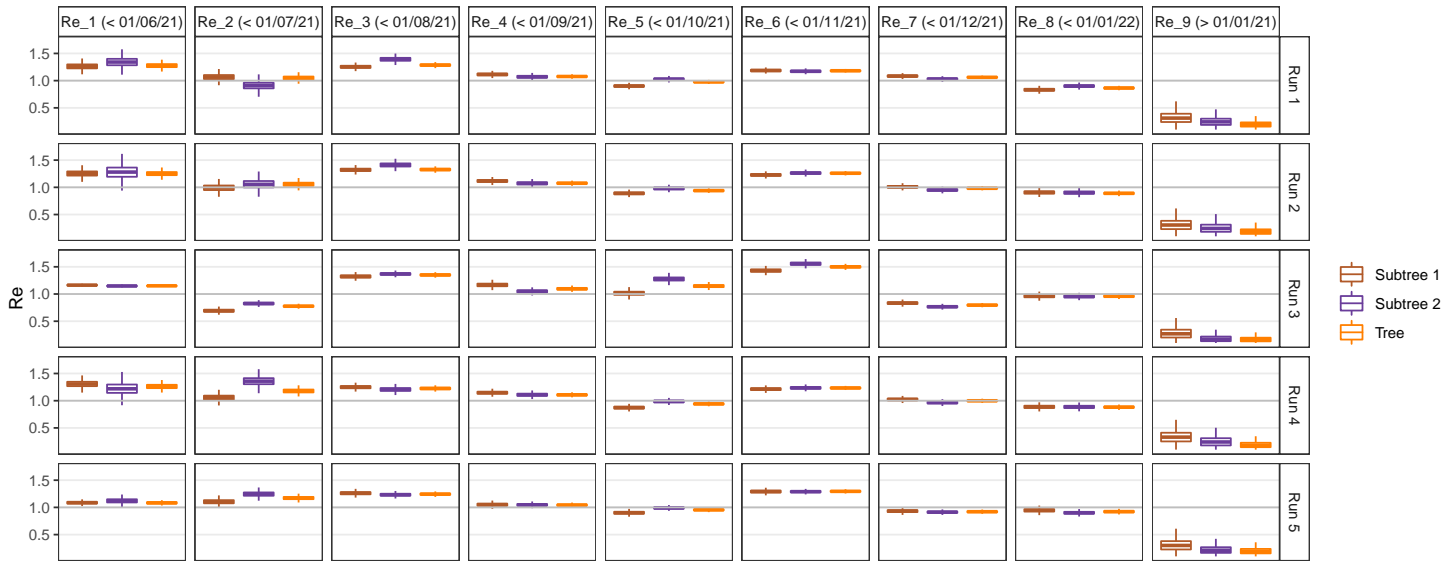 Re_1 (< 01/06/21) Re_2 (< 01/07/21) Re_3 (< 01/08/21) Re_4 (< 01/09/21) Re_5 (< 01/10/21) Re_6 (< 01/11/21) Re_7 (< 01/12/21) Re_8 (< 01/01/22) Re_9 (> 01/01/21)
1.5
1.0
0.5
Run 1
1.5
1.0
0.5
Run 2
1.5
1.0
0.5
Run 3
1.5
1.0
0.5
Run 4
1.5
1.0
0.5
Run 5
Re
Subtree 1
Subtree 2
Tree